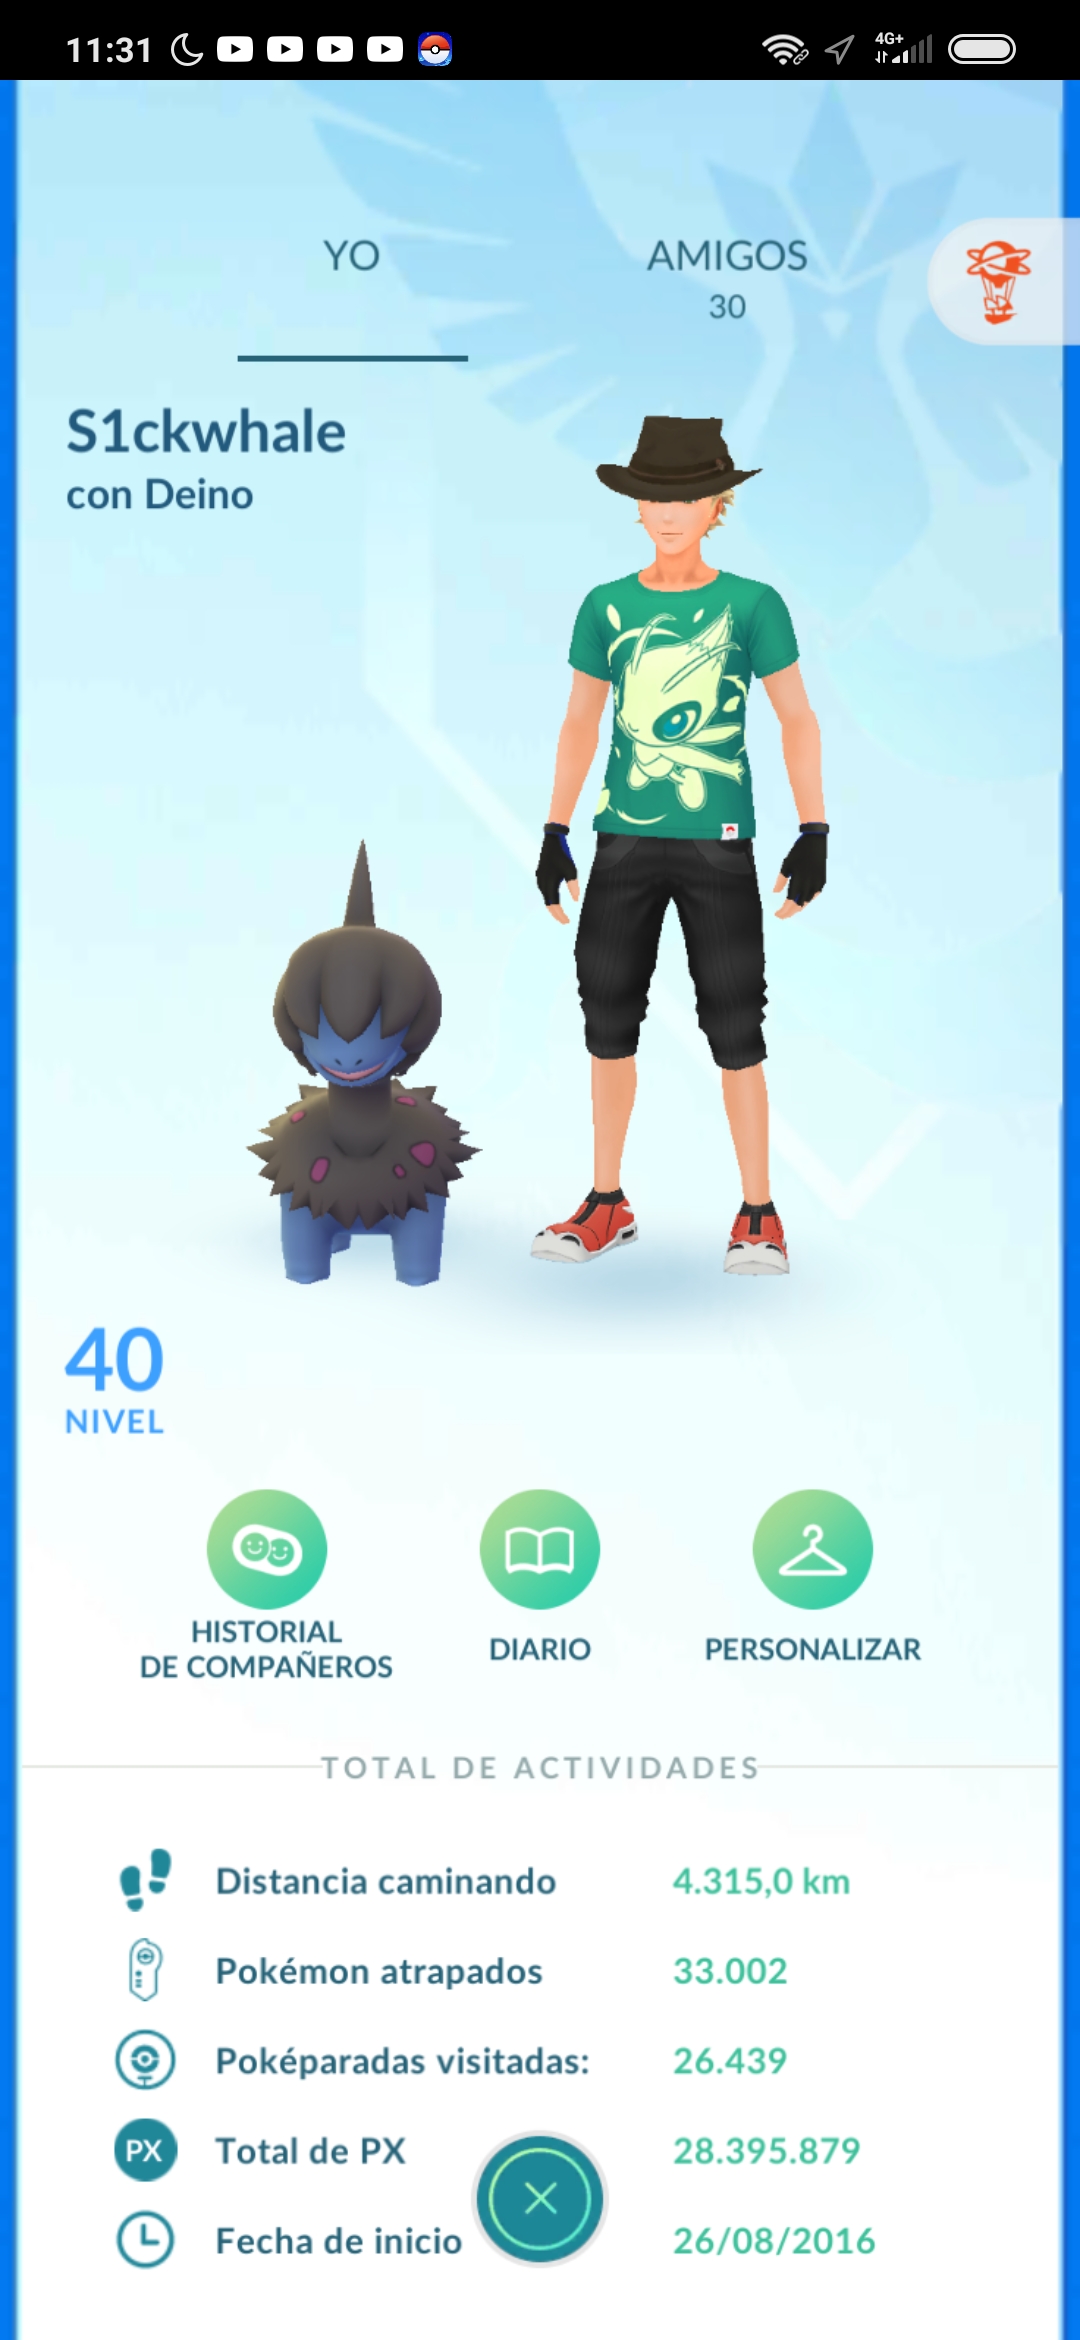 11:31
4G+
YO
AMIGOS
30
S1ckwhale
con Deino
40
NIVEL
HISTORIAL
DE COMPAÑEROS
DIARIO
PERSONALIZAR
TOTAL DE ACTIVIDADES
Distancia caminando 4.315,0 km
Pokémon atrapados 33.002
Poképaradas visitadas: 26.439
PX Total de PX 28.395.879
Fecha de inicio 26/08/2016